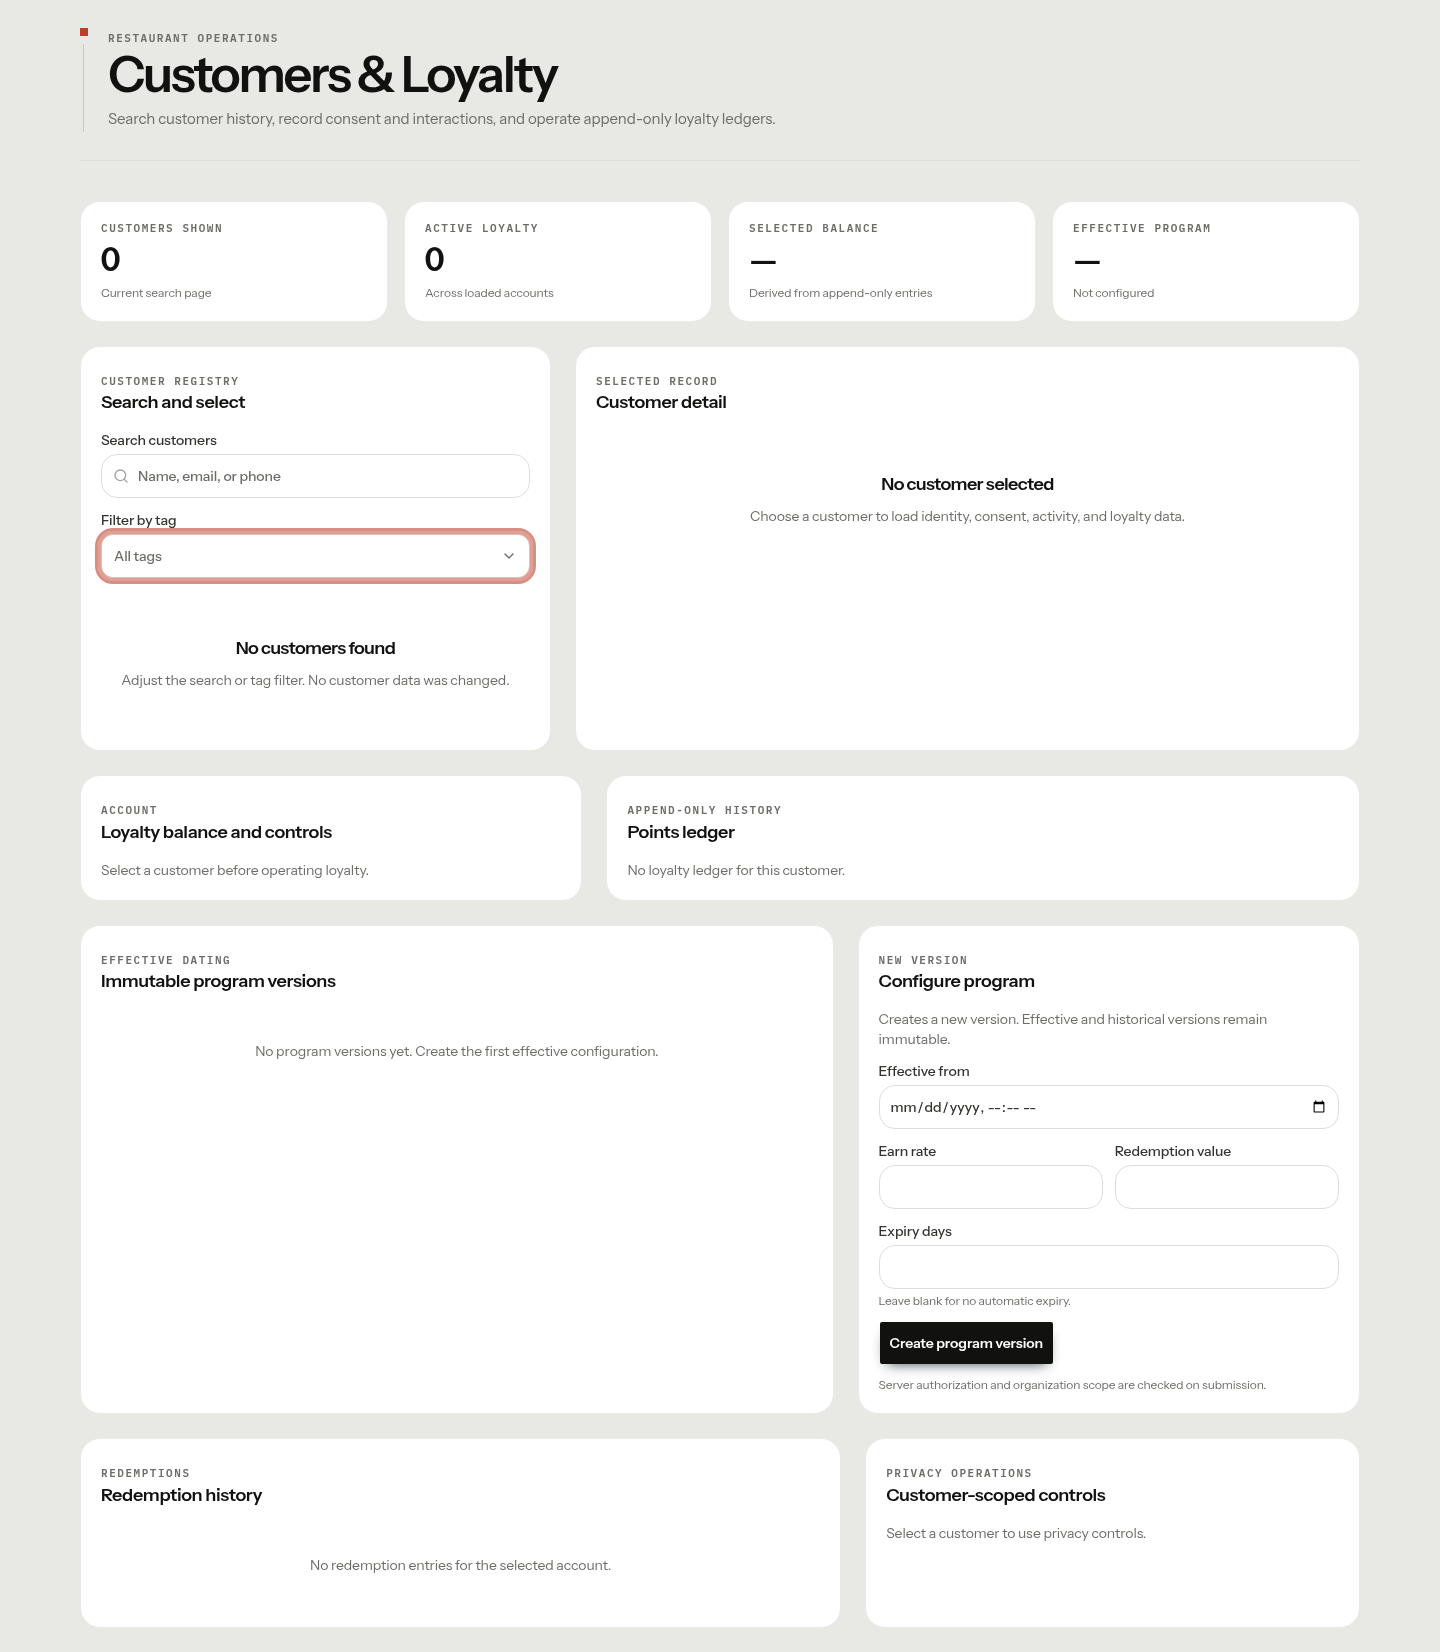 RESTAURANT OPERATIONS
Customers & Loyalty
Search customer history, record consent and interactions, and operate append-only loyalty ledgers.
CUSTOMERS SHOWN
0
Current search page
ACTIVE LOYALTY
0
Across loaded accounts
SELECTED BALANCE
—
Derived from append-only entries
EFFECTIVE PROGRAM
—
Not configured
CUSTOMER REGISTRY
Search and select
Search customers
Name, email, or phone
Filter by tag
All tags
No customers found
Adjust the search or tag filter. No customer data was changed.
SELECTED RECORD
Customer detail
No customer selected
Choose a customer to load identity, consent, activity, and loyalty data.
ACCOUNT
Loyalty balance and controls
Select a customer before operating loyalty.
APPEND-ONLY HISTORY
Points ledger
No loyalty ledger for this customer.
EFFECTIVE DATING
Immutable program versions
No program versions yet. Create the first effective configuration.
NEW VERSION
Configure program
Creates a new version. Effective and historical versions remain
immutable.
Effective from
mm/dd/yyyy, --:-- --
Earn rate
Redemption value
Expiry days
Leave blank for no automatic expiry.
Create program version
Server authorization and organization scope are checked on submission.
REDEMPTIONS
Redemption history
No redemption entries for the selected account.
PRIVACY OPERATIONS
Customer-scoped controls
Select a customer to use privacy controls.